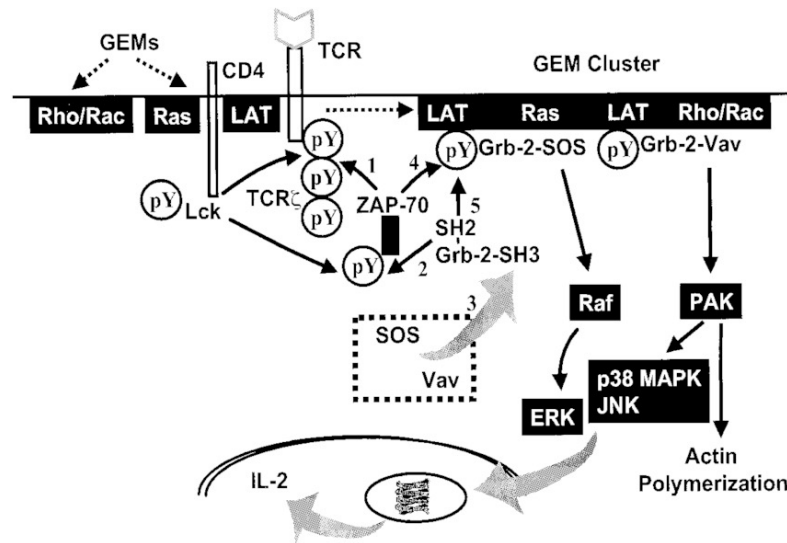 GEMs
TCR
CD4
GEM Cluster
Rho/Rac
Ras
LAT
LAT
Ras
LAT
Rho/Rac
pY
pY
pY
TCRζ
pY
Lck
1
4
ZAP-70
pY
Grb-2-SOS
pY
Grb-2-Vav
5
SH2
Grb-2-SH3
pY
2
3
SOS
Vav
Raf
PAK
ERK
p38 MAPK
JNK
Actin
Polymerization
IL-2